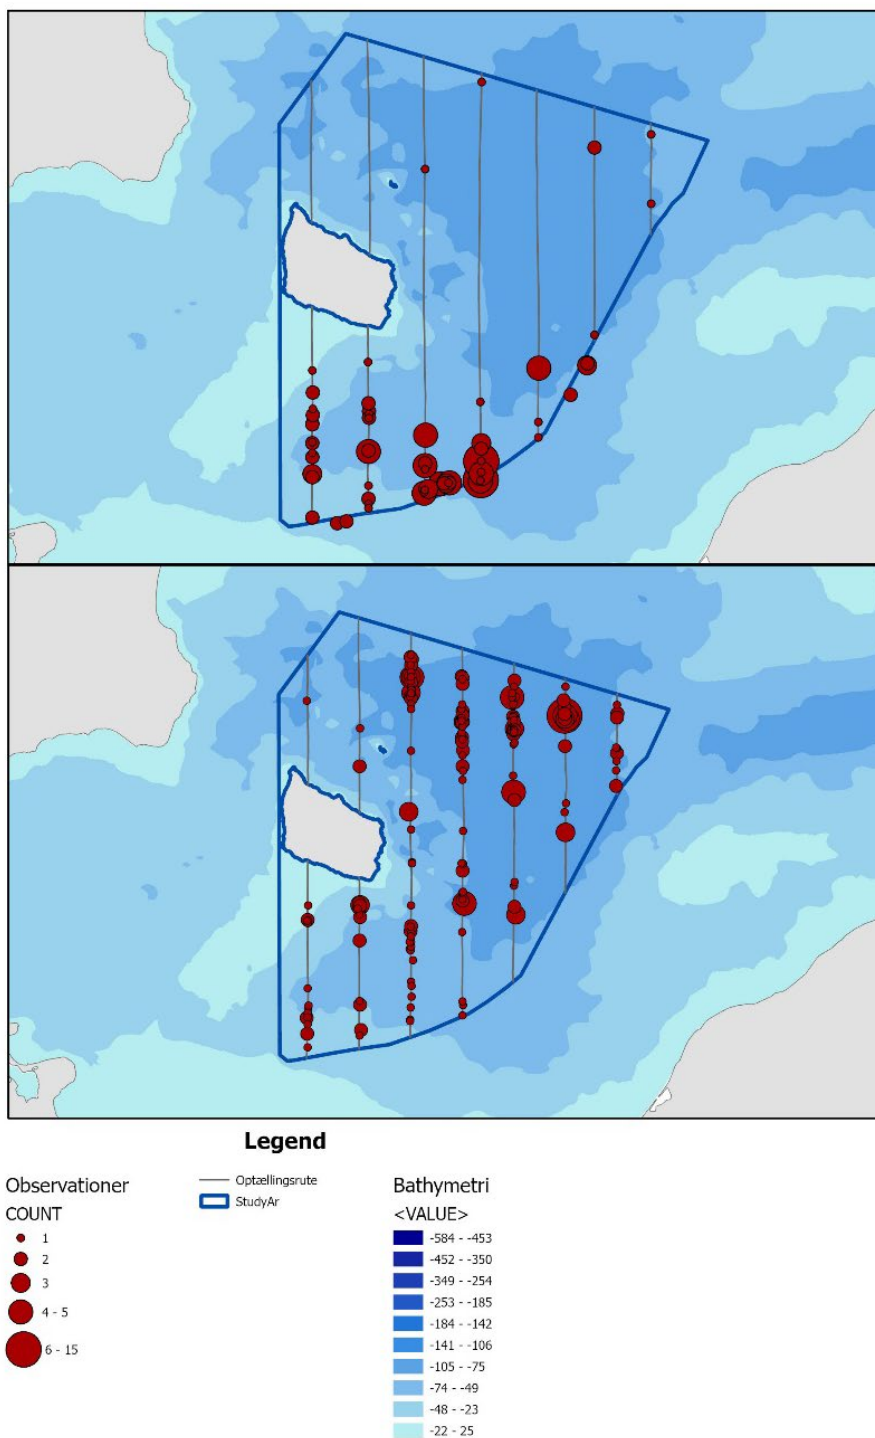 Legend
Observationer
COUNT
1
2
3
4 - 5
6 - 15
Optællingsrute
StudyAr
Bathymetri
<VALUE>
-584 - -453
-452 - -350
-349 - -254
-253 - -185
-184 - -142
-141 - -106
-105 - -75
-74 - -49
-48 - -23
-22 - 25